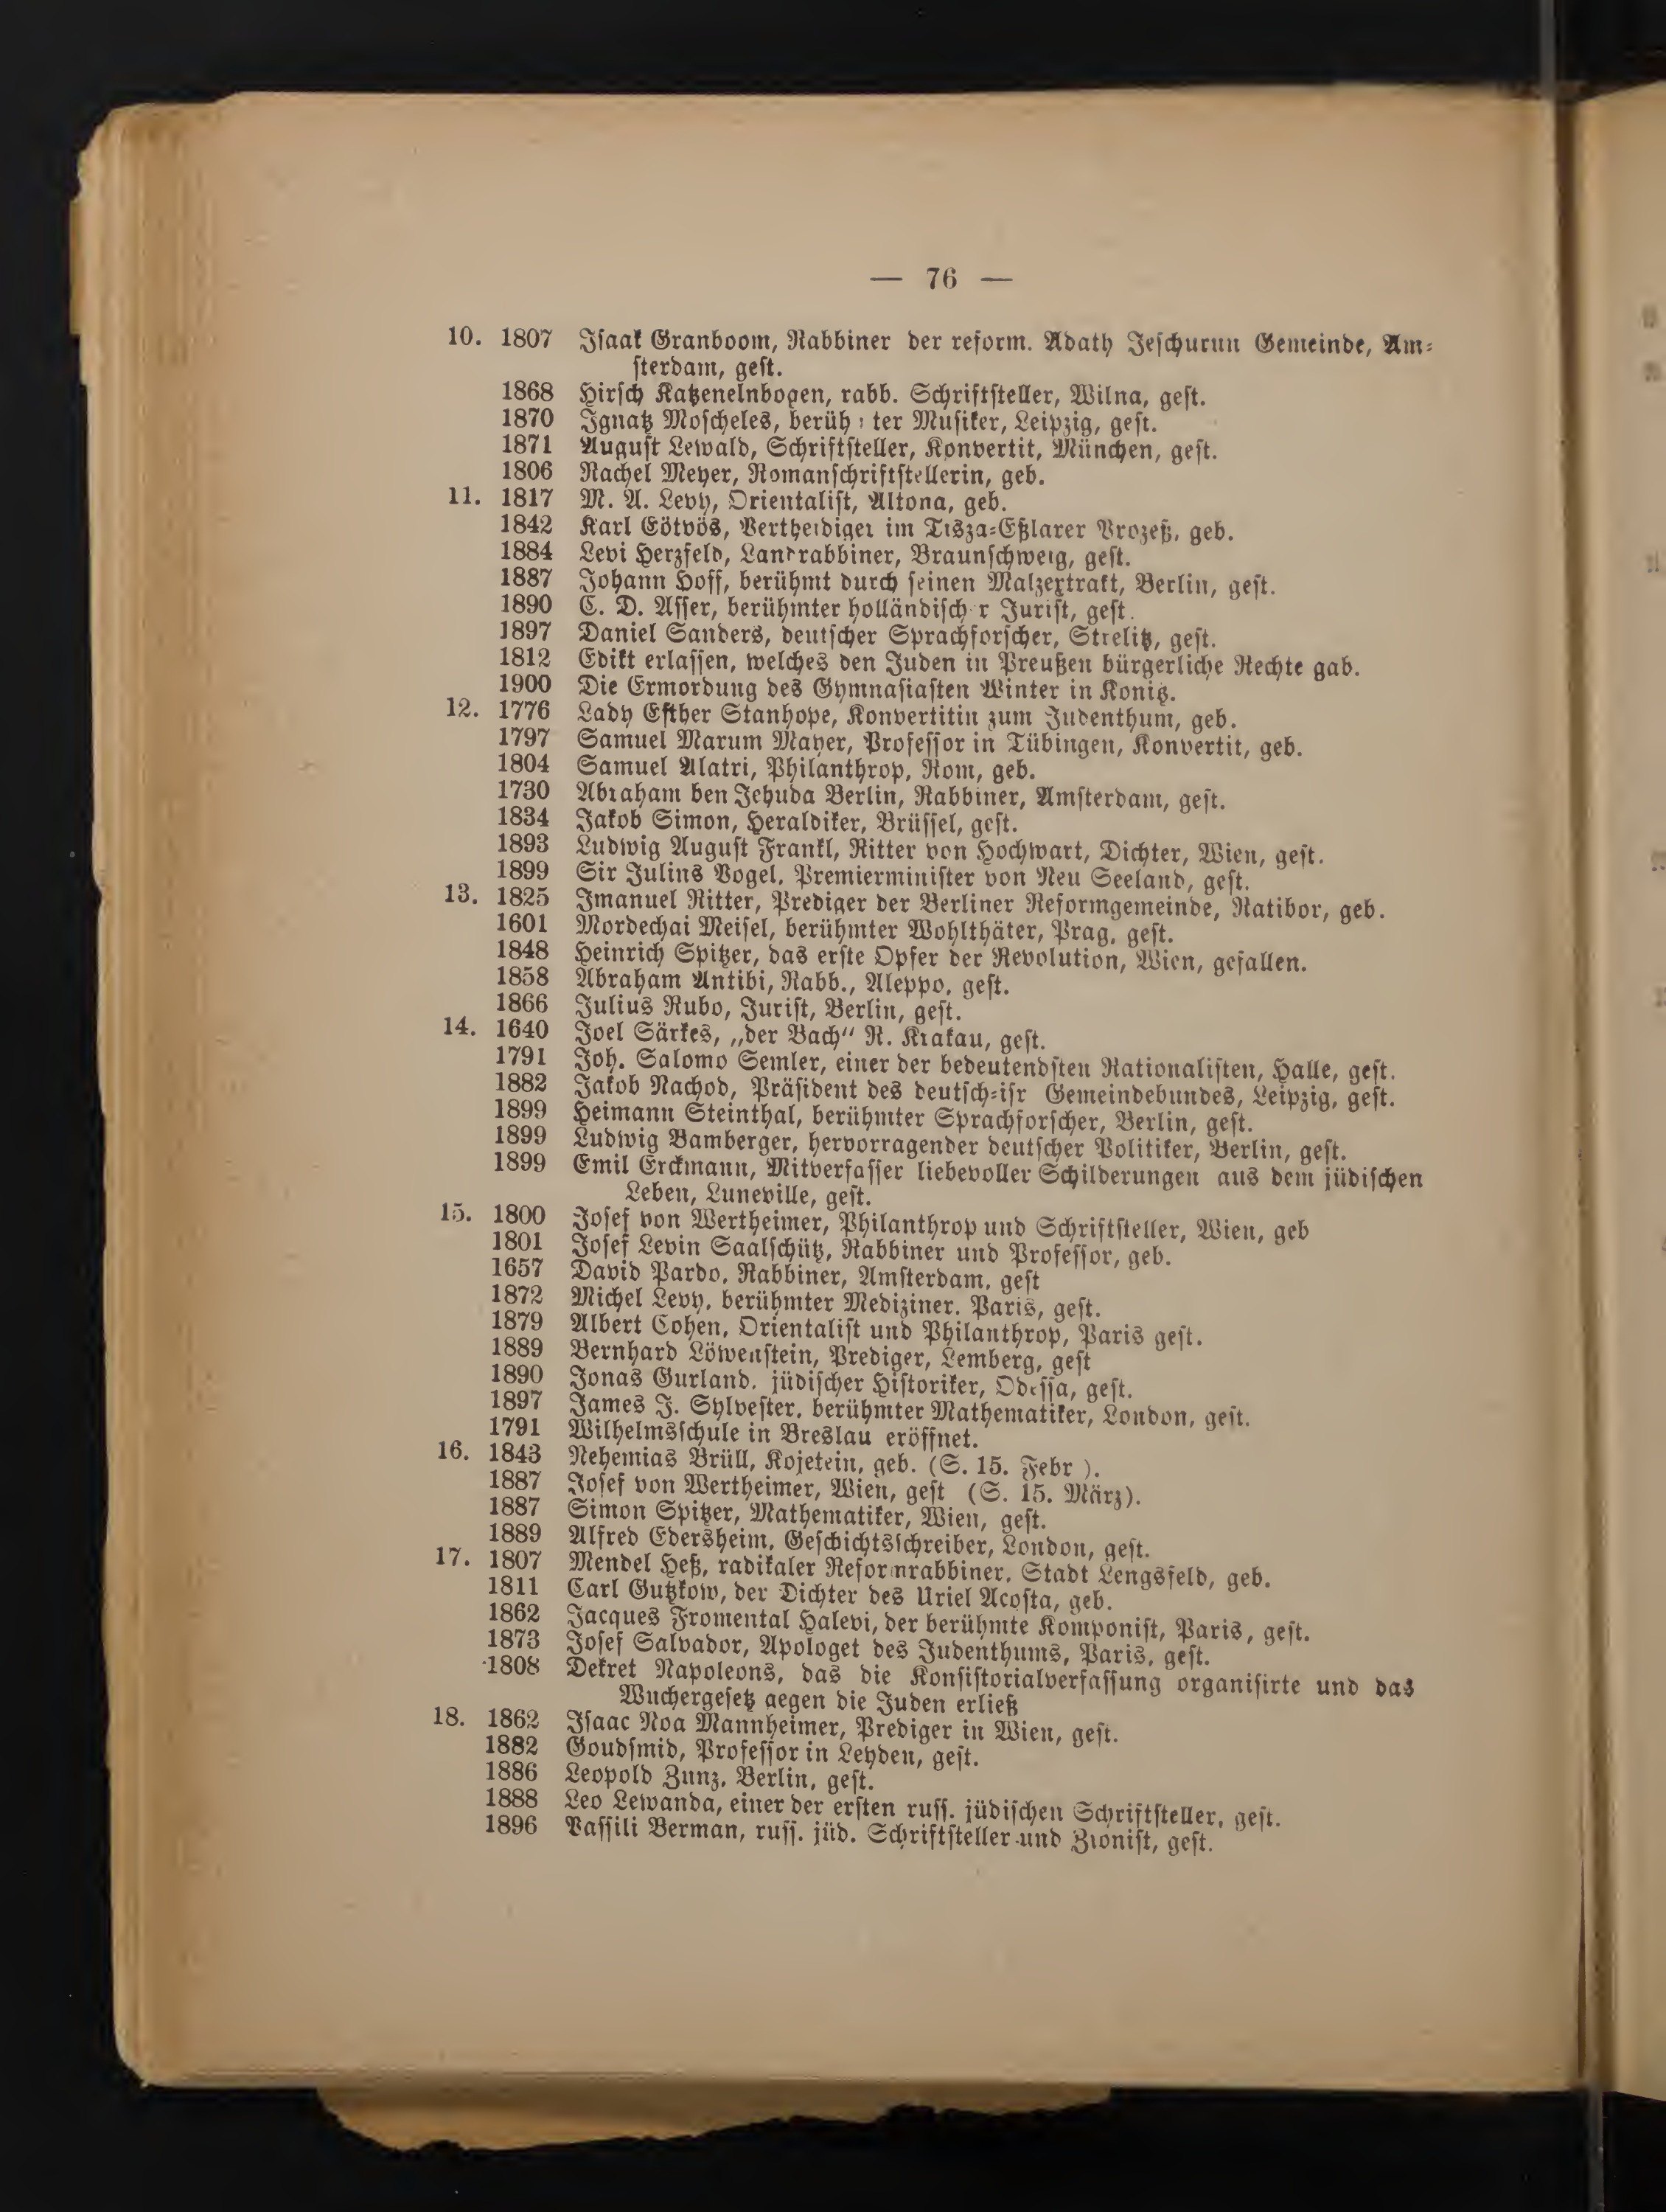 — 76 —
10. 1807 Iſaak Granboom, Rabbiner der reform. Adath Jeſchurun Gemeinde, Am-
ſterdam, geſt.
1868 Hirſch Katzenelnbogen, rabb. Schriftſteller, Wilna, geſt.
1870 Ignatz Moſcheles, berüh ter Muſiker, Leipzig, geſt.
1871 Auguſt Lewald, Schriftſteller, Konvertit, München, geſt.
1806 Rachel Meyer, Romanſchriftſtellerin, geb.
11. 1817 M. A. Levy, Orientaliſt, Altona, geb.
1842 Karl Eötvös, Vertheidiger im Tisza-Eßlarer Prozeß, geb.
1884 Levi Herzfeld, Landrabbiner, Braunſchweig, geſt.
1887 Johann Hoff, berühmt durch ſeinen Malzextrakt, Berlin, geſt.
1890 C. D. Aſſer, berühmter holländiſch r Juriſt, geſt.
1897 Daniel Sanders, deutſcher Sprachforſcher, Strelitz, geſt.
1812 Edikt erlaſſen, welches den Juden in Preußen bürgerliche Rechte gab.
1900 Die Ermordung des Gymnaſiaſten Winter in Konitz.
12. 1776 Lady Eſther Stanhope, Konvertitin zum Judenthum, geb.
1797 Samuel Marum Mayer, Profeſſor in Tübingen, Konvertit, geb.
1804 Samuel Alatri, Philanthrop, Rom, geb.
1730 Abraham ben Jehuda Berlin, Rabbiner, Amſterdam, geſt.
1834 Jakob Simon, Heraldiker, Brüſſel, geſt.
1893 Ludwig Auguſt Frankl, Ritter von Hochwart, Dichter, Wien, geſt.
1899 Sir Julins Vogel, Premierminiſter von Neu Seeland, geſt.
13. 1825 Imanuel Ritter, Prediger der Berliner Reformgemeinde, Ratibor, geb.
1601 Mordechai Meiſel, berühmter Wohlthäter, Prag, geſt.
1848 Heinrich Spitzer, das erſte Opfer der Revolution, Wien, gefallen.
1858 Abraham Antibi, Rabb., Aleppo, geſt.
1866 Julius Rubo, Juriſt, Berlin, geſt.
14. 1640 Joel Särkes, „der Bach“ R. Krakau, geſt.
1791 Joh. Salomo Semler, einer der bedeutendſten Rationaliſten, Halle, geſt.
1882 Jakob Nachod, Präſident des deutſch-iſr Gemeindebundes, Leipzig, geſt.
1899 Heimann Steinthal, berühmter Sprachforſcher, Berlin, geſt.
1899 Ludwig Bamberger, hervorragender deutſcher Politiker, Berlin, geſt.
1899 Emil Erckmann, Mitverfaſſer liebevoller Schilderungen aus dem jüdiſchen
Leben, Luneville, geſt.
15. 1800 Joſef von Wertheimer, Philanthrop und Schriftſteller, Wien, geb
1801 Joſef Levin Saalſchütz, Rabbiner und Profeſſor, geb.
1657 David Pardo, Rabbiner, Amſterdam, geſt
1872 Michel Levy, berühmter Mediziner, Paris, geſt.
1879 Albert Cohen, Orientaliſt und Philanthrop, Paris geſt.
1889 Bernhard Löwenſtein, Prediger, Lemberg, geſt
1890 Jonas Gurland, jüdiſcher Hiſtoriker, Odeſſa, geſt.
1897 James J. Sylveſter, berühmter Mathematiker, London, geſt.
1791 Wilhelmsſchule in Breslau eröffnet.
16. 1843 Nehemias Brüll, Kojetein, geb. (S. 15. Febr ).
1887 Joſef von Wertheimer, Wien, geſt (S. 15. März).
1887 Simon Spitzer, Mathematiker, Wien, geſt.
1889 Alfred Edersheim, Geſchichtsſchreiber, London, geſt.
17. 1807 Mendel Heß, radikaler Reformrabbiner, Stadt Lengsfeld, geb.
1811 Carl Gutzkow, der Dichter des Uriel Acoſta, geb.
1862 Jacques Fromental Halevi, der berühmte Komponiſt, Paris, geſt.
1873 Joſef Salvador, Apologet des Judenthums, Paris, geſt.
1808 Dekret Napoleons, das die Konſiſtorialverfaſſung organiſirte und das
Wuchergeſetz gegen die Juden erließ
18. 1862 Iſaac Noa Mannheimer, Prediger in Wien, geſt.
1882 Goudſmid, Profeſſor in Leyden, geſt.
1886 Leopold Zunz, Berlin, geſt.
1888 Leo Lewanda, einer der erſten ruſſ. jüdiſchen Schriftſteller, geſt.
1896 Vaſſili Berman, ruſſ. jüd. Schriftſteller und Zioniſt, geſt.